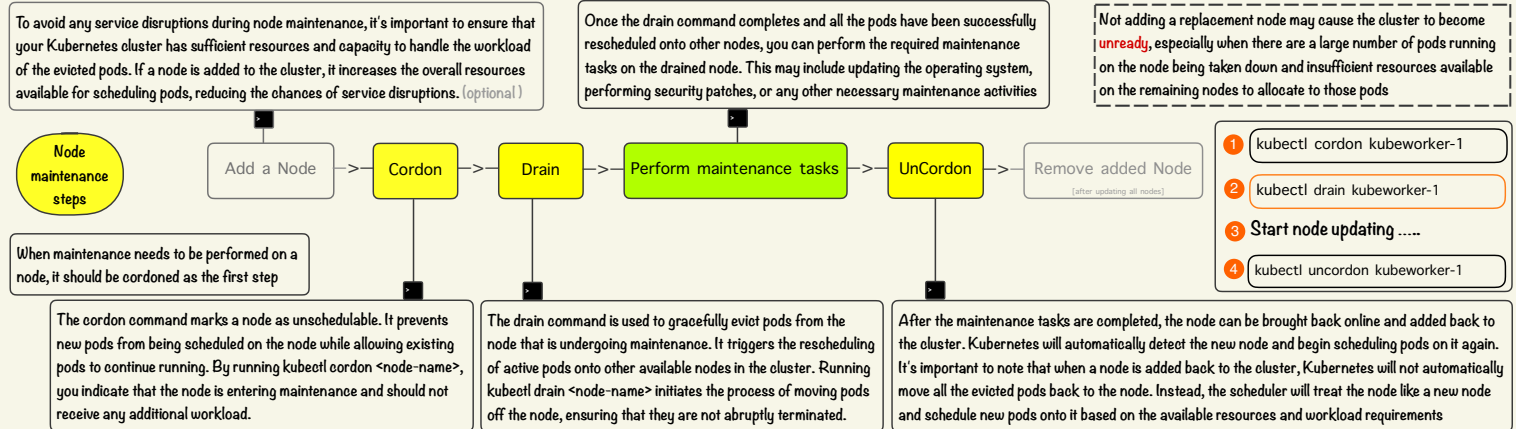 To avoid any service disruptions during node maintenance, it's important to ensure that
your Kubernetes cluster has sufficient resources and capacity to handle the workload
of the evicted pods. If a node is added to the cluster, it increases the overall resources
available for scheduling pods, reducing the chances of service disruptions. (optional)
Once the drain command completes and all the pods have been successfully
rescheduled onto other nodes, you can perform the required maintenance
tasks on the drained node. This may include updating the operating system,
performing security patches, or any other necessary maintenance activities
Not adding a replacement node may cause the cluster to become
unready, especially when there are a large number of pods running
on the node being taken down and insufficient resources available
on the remaining nodes to allocate to those pods
Node
maintenance
steps
Add a Node
>
Cordon
>
Drain
>
Perform maintenance tasks
>
UnCordon
>
Remove added Node
[after updating all nodes]
1 kubectl cordon kubeworker-1
2 kubectl drain kubeworker-1
3 Start node updating .....
4 kubectl uncordon kubeworker-1
When maintenance needs to be performed on a
node, it should be cordoned as the first step
The cordon command marks a node as unschedulable. It prevents
new pods from being scheduled on the node while allowing existing
pods to continue running. By running kubectl cordon <node-name>,
you indicate that the node is entering maintenance and should not
receive any additional workload.
The drain command is used to gracefully evict pods from the
node that is undergoing maintenance. It triggers the rescheduling
of active pods onto other available nodes in the cluster. Running
kubectl drain <node-name> initiates the process of moving pods
off the node, ensuring that they are not abruptly terminated.
After the maintenance tasks are completed, the node can be brought back online and added back to
the cluster. Kubernetes will automatically detect the new node and begin scheduling pods on it again.
It's important to note that when a node is added back to the cluster, Kubernetes will not automatically
move all the evicted pods back to the node. Instead, the scheduler will treat the node like a new node
and schedule new pods onto it based on the available resources and workload requirements